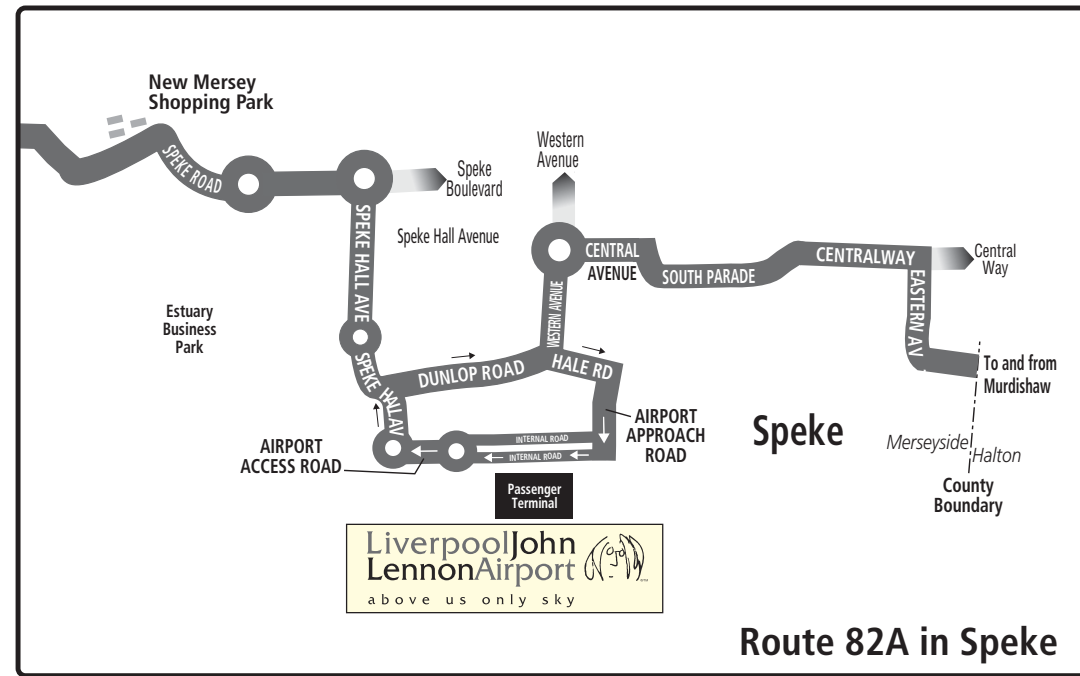 New Mersey
Shopping Park
SPEKE ROAD
Speke
Boulevard
Western
Avenue
SPEKE HALL AVE
Speke Hall Avenue
CENTRAL
AVENUE
SOUTH PARADE
CENTRALWAY
Central
Way
EASTERN AV
WESTERN AVENUE
Estuary
Business
Park
SPEKE HALL AV
DUNLOP ROAD
HALE RD
To and from
Murdishaw
AIRPORT
APPROACH
ROAD
Speke
Merseyside
Halton
County
Boundary
AIRPORT
ACCESS ROAD
INTERNAL ROAD
INTERNAL ROAD
Passenger
Terminal
LiverpoolJohn
LennonAirport
above us only sky
Route 82A in Speke